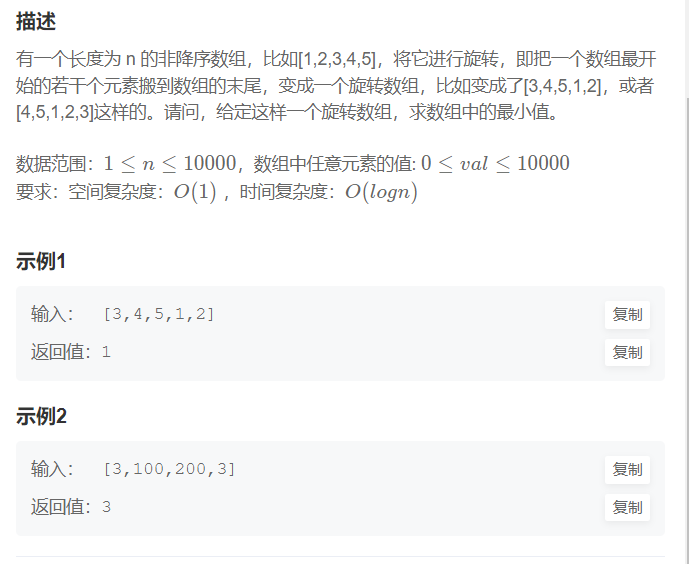 描述
有一个长度为 n 的非降序数组，比如[1,2,3,4,5]，将它进行旋转，即把一个数组最开
始的若干个元素搬到数组的末尾，变成一个旋转数组，比如变成了[3,4,5,1,2]，或者
[4,5,1,2,3]这样的。请问，给定这样一个旋转数组，求数组中的最小值。
数据范围：1 ≤ n ≤ 10000，数组中任意元素的值: 0 ≤ val ≤ 10000
要求：空间复杂度：O(1) ，时间复杂度：O(logn)
示例1
输入： [3,4,5,1,2] 复制
返回值：1 复制
示例2
输入： [3,100,200,3] 复制
返回值：3 复制